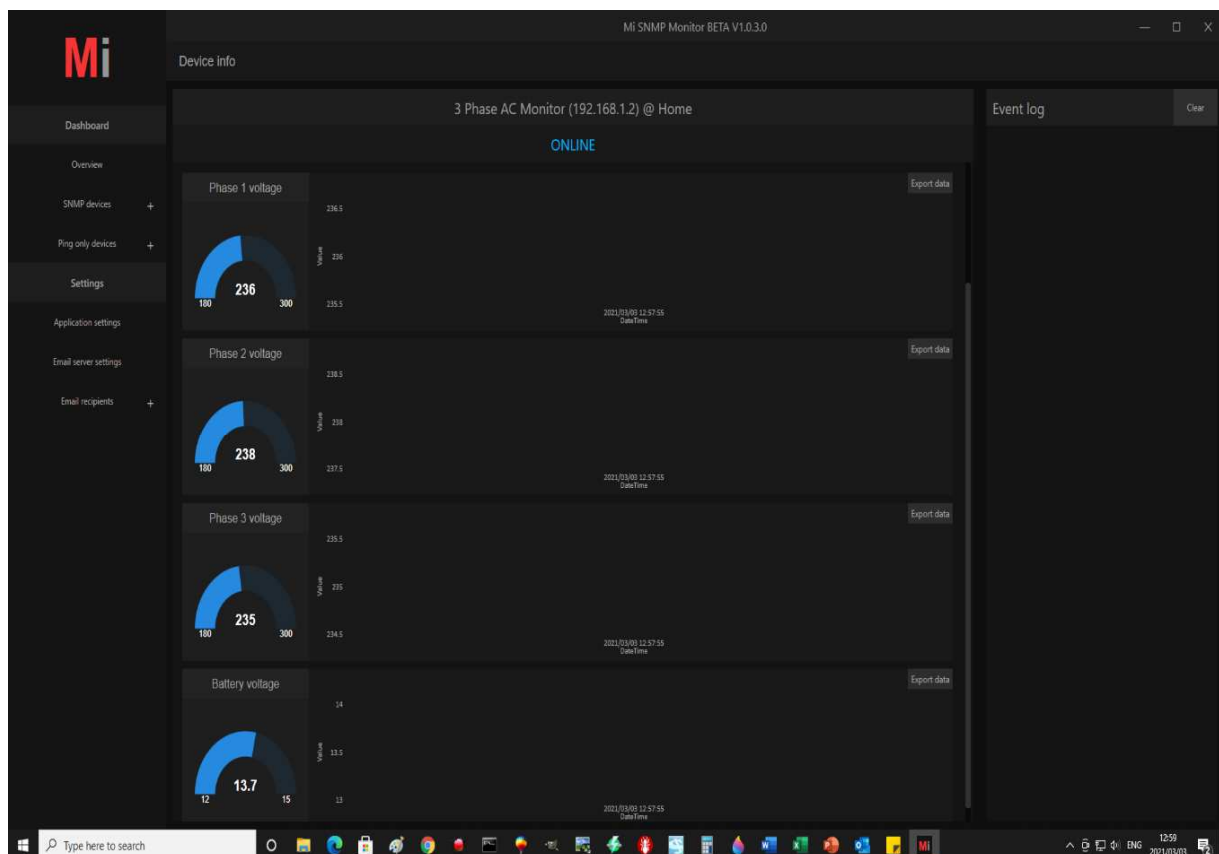 Mi SNMP Monitor BETA V1.0.3.0
Mi
Device info
Dashboard
Overview
SNMP devices +
Ping only devices +
Settings
Application settings
Email server settings
Email recipients +
3 Phase AC Monitor (192.168.1.2) @ Home
ONLINE
Phase 1 voltage
236
180 300
Export data
236.5
Value
236
235.5
2021/03/03 12:57:55
DateTime
Phase 2 voltage
238
180 300
Export data
238.5
Value
238
237.5
2021/03/03 12:57:55
DateTime
Phase 3 voltage
235
180 300
Export data
235.5
Value
235
234.5
2021/03/03 12:57:55
DateTime
Battery voltage
13.7
12 15
Export data
14
Value
13.5
13
2021/03/03 12:57:55
DateTime
Event log
Clear
Type here to search
Mi
ENG
12:59
2021/03/03
2